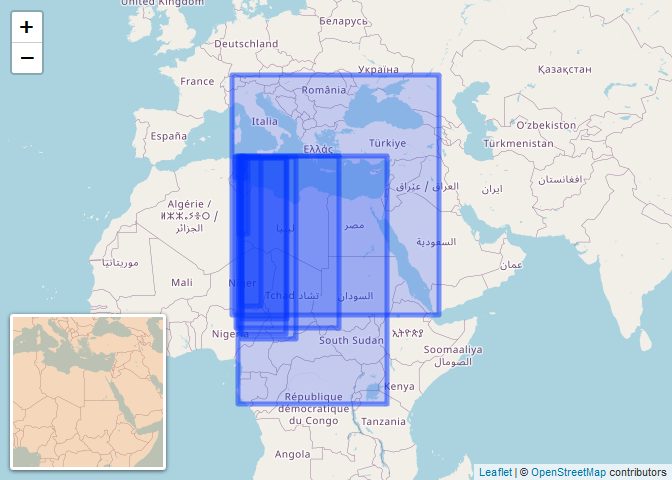 United Kingdom
Беларусь
+
−
Deutschland
Україна
Қазақстан
France
România
Italia
O'zbekiston
España
Türkiye
Türkmenistan
Ελλάς
افغانستان
ایران
العراق / عێراق
Algérie /
ⵍⵣⵣⴰⵢⴻⵔ /
الجزائر
مصر
ليبيا
السعودية
عمان
موريتانيا
Mali
Niger
Tchad تشاد
السودان
Nigeria
South Sudan
ኢትዮጵያ
Soomaaliya
الصومال
Kenya
République
démocratique
du Congo
Tanzania
Angola
Leaflet | © OpenStreetMap contributors